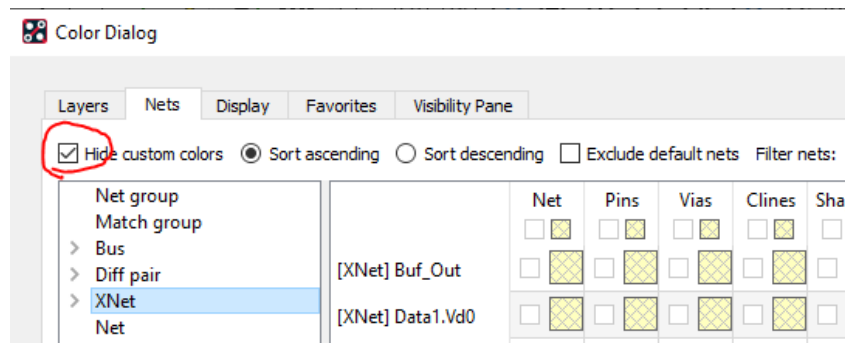 Color Dialog
Layers Nets Display Favorites Visibility Pane
Hide custom colors Sort ascending Sort descending Exclude default nets Filter nets:
Net group
Match group
Bus
Diff pair
XNet
Net
Net Pins Vias Clines Sha
[XNet] Buf_Out
[XNet] Data1.Vd0